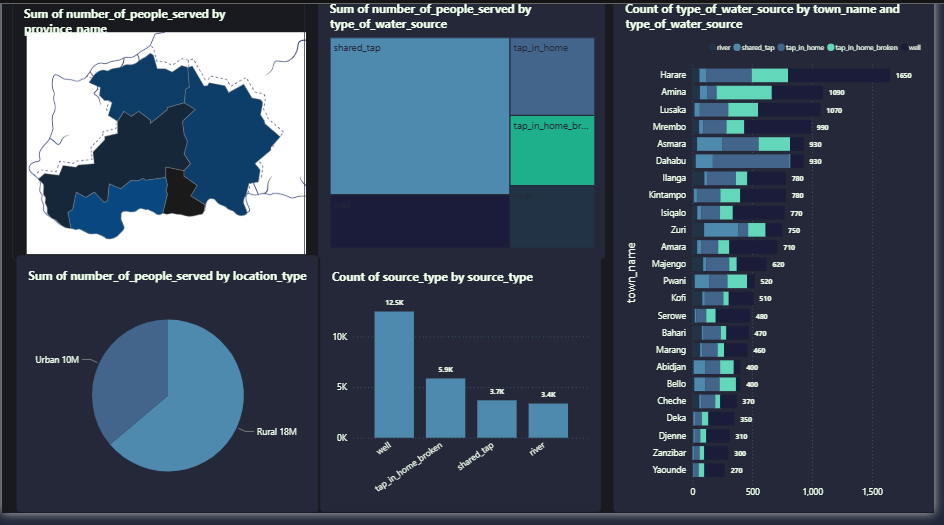 Sum of number_of_people_served by
province_name
Sum of number_of_people_served by
type_of_water_source
shared_tap
tap_in_home
tap_in_home_br...
Count of type_of_water_source by town_name and
type_of_water_source
river shared_tap tap_in_home tap_in_home_broken well
town_name
Harare 1650
Amina 1090
Lusaka 1070
Mrembo 990
Asmara 930
Dahabu 930
Ilanga 780
Kintampo 780
Isiqalo 770
Zuri 750
Amara 710
Majengo 620
Pwani 520
Kofi 510
Serowe 480
Bahari 470
Marang 460
Abidjan 400
Bello 400
Cheche 370
Deka 350
Djenne 310
Zanzibar 300
Yaounde 270
0 500 1,000 1,500
Sum of number_of_people_served by location_type
Urban 10M
Rural 18M
Count of source_type by source_type
10K
5K
0K
12.5K
5.9K
3.7K
3.4K
well
tap_in_home_broken
shared_tap
river